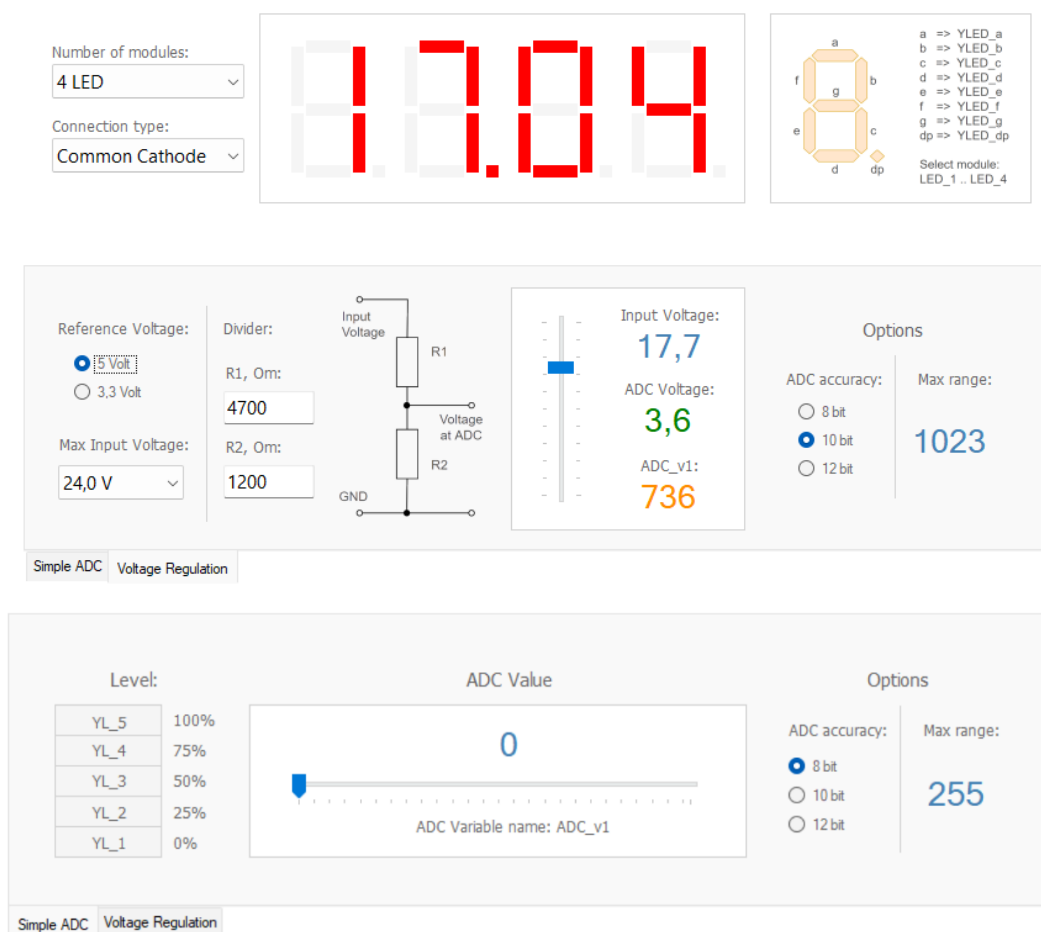 Number of modules:
4 LED
Connection type:
Common Cathode
17.04
a
b
c
d
e
f
g
dp
a => YLED_a
b => YLED_b
c => YLED_c
d => YLED_d
e => YLED_e
f => YLED_f
g => YLED_g
dp => YLED_dp
Select module:
LED_1 .. LED_4
Reference Voltage:
5 Volt
3,3 Volt
Max Input Voltage:
24,0 V
Divider:
R1, Om:
4700
R2, Om:
1200
Input
Voltage
R1
Voltage
at ADC
R2
GND
Input Voltage:
17,7
ADC Voltage:
3,6
ADC_v1:
736
Options
ADC accuracy:
8 bit
10 bit
12 bit
Max range:
1023
Simple ADC
Voltage Regulation
Level:
YL_5 100%
YL_4 75%
YL_3 50%
YL_2 25%
YL_1 0%
ADC Value
0
ADC Variable name: ADC_v1
Options
ADC accuracy:
8 bit
10 bit
12 bit
Max range:
255
Simple ADC
Voltage Regulation